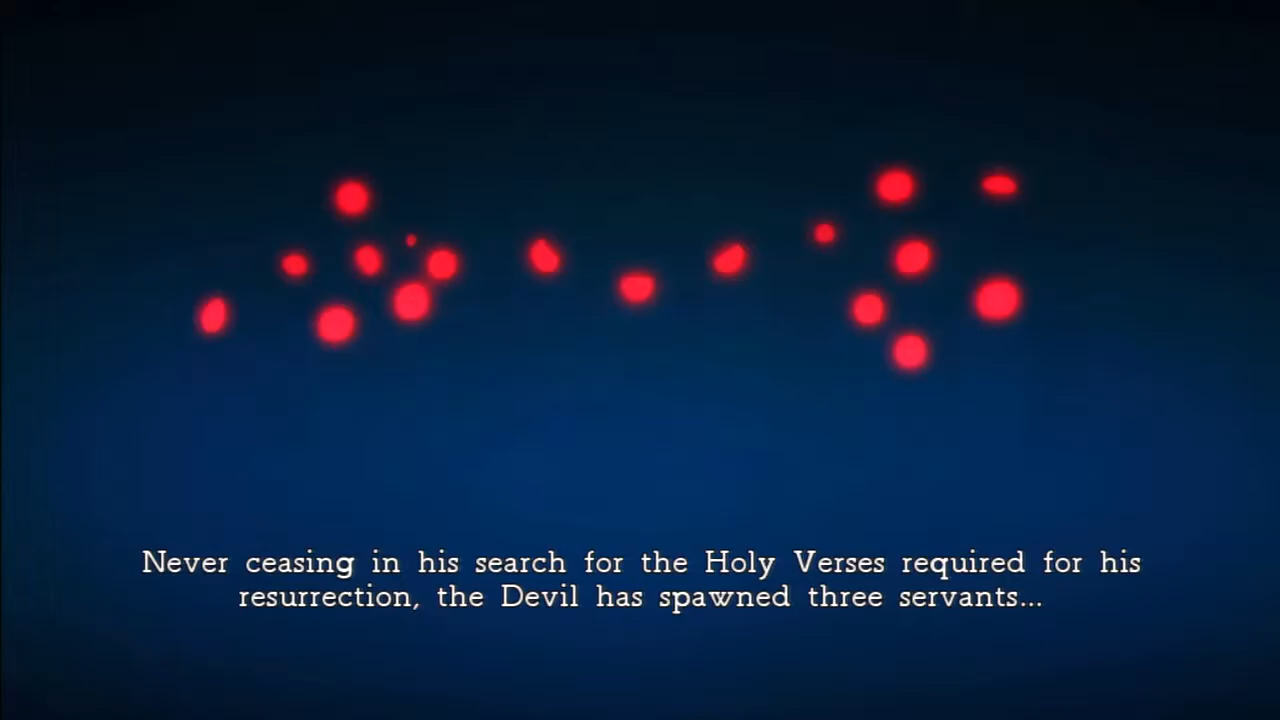 Never ceasing in his search for the Holy Verses required for his
resurrection, the Devil has spawned three servants...